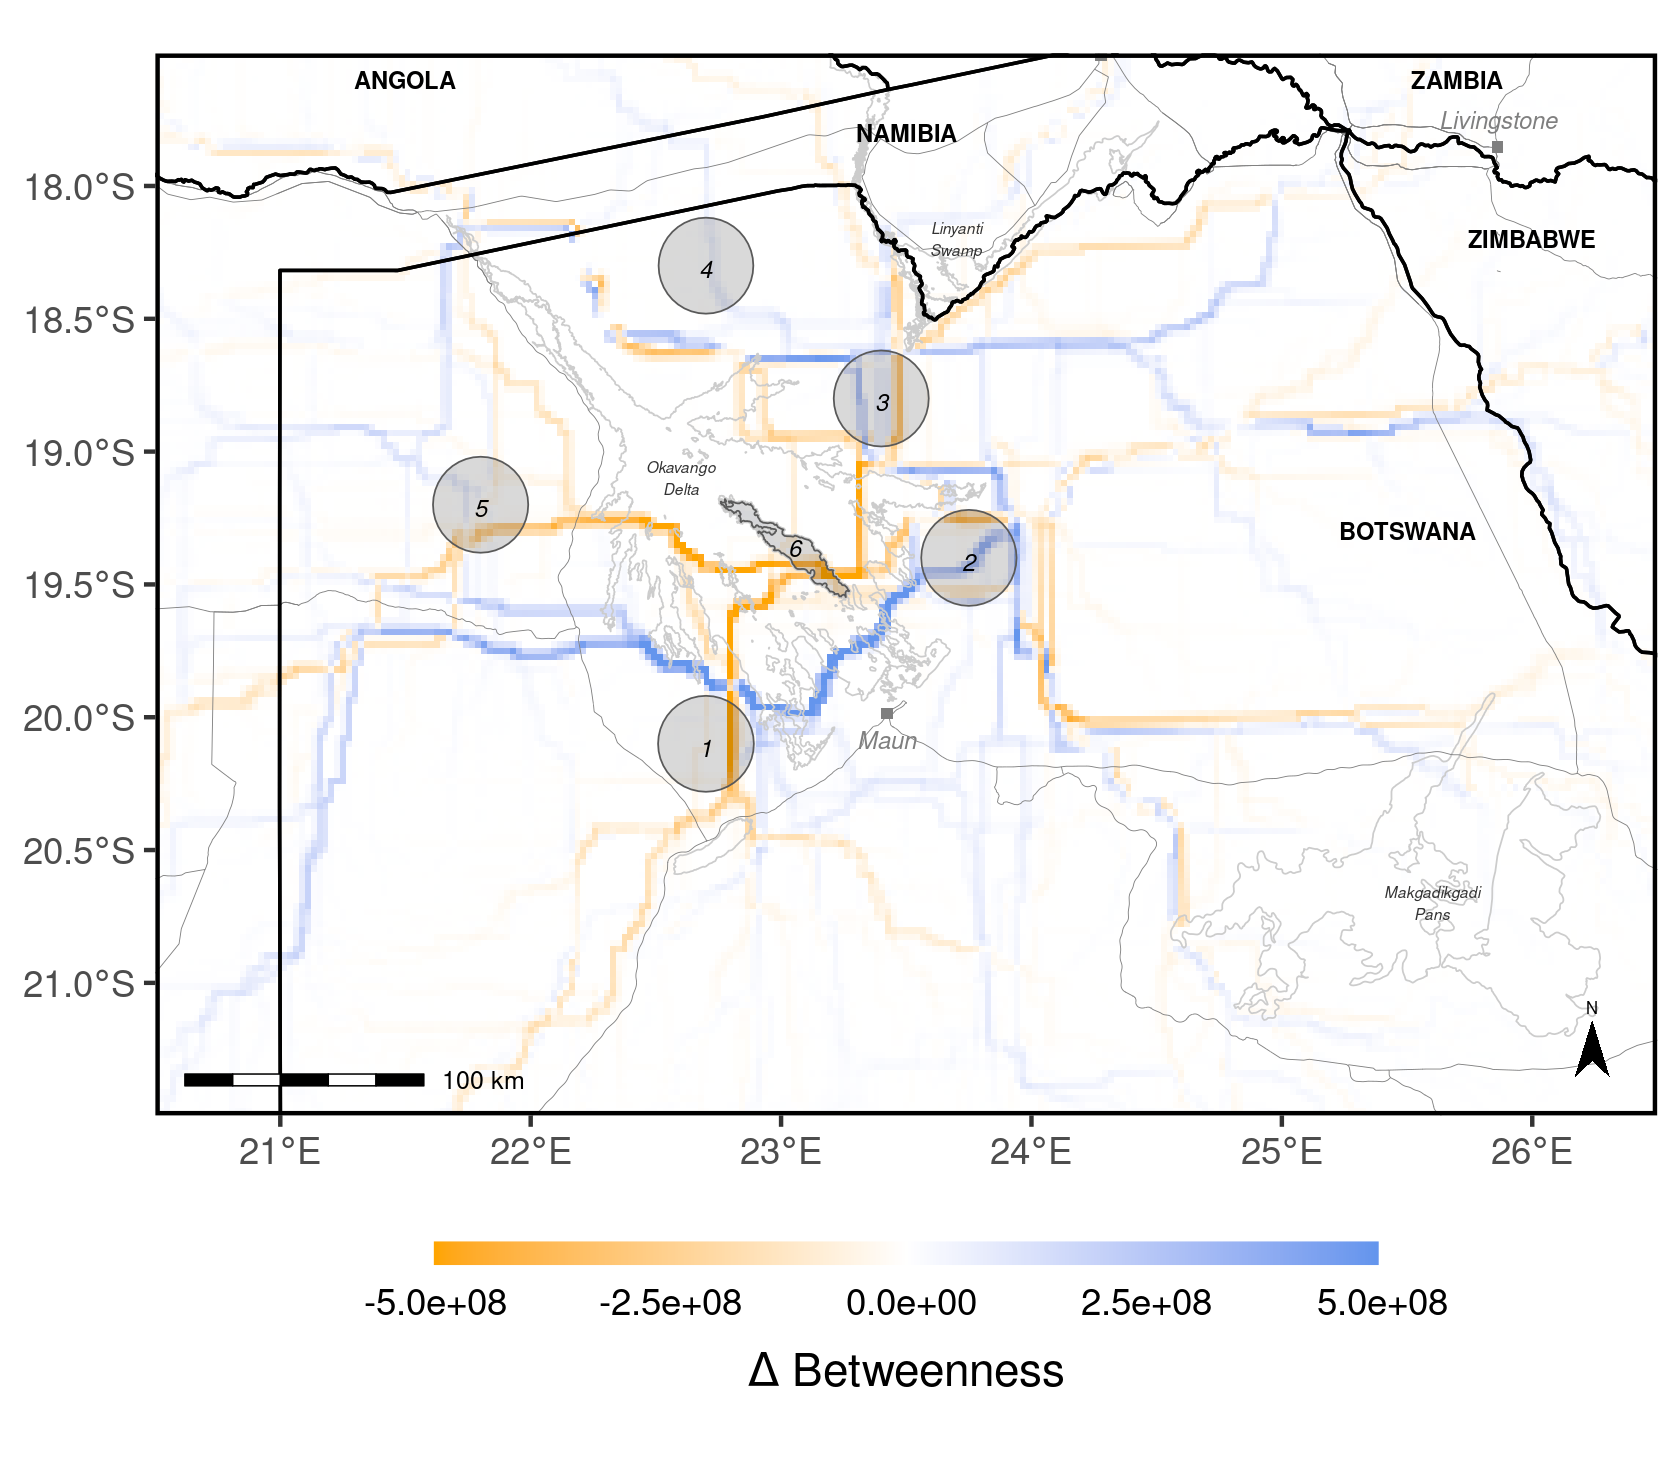 ANGOLA
ZAMBIA
Livingstone
NAMIBIA
18.0°S
Linyanti
Swamp
ZIMBABWE
4
18.5°S
3
19.0°S
Okavango
Delta
5
BOTSWANA
6
2
19.5°S
20.0°S
1
Maun
20.5°S
Makgadikgadi
Pans
21.0°S
N
100 km
21°E
22°E
23°E
24°E
25°E
26°E
-5.0e+08
-2.5e+08
0.0e+00
2.5e+08
5.0e+08
Δ Betweenness